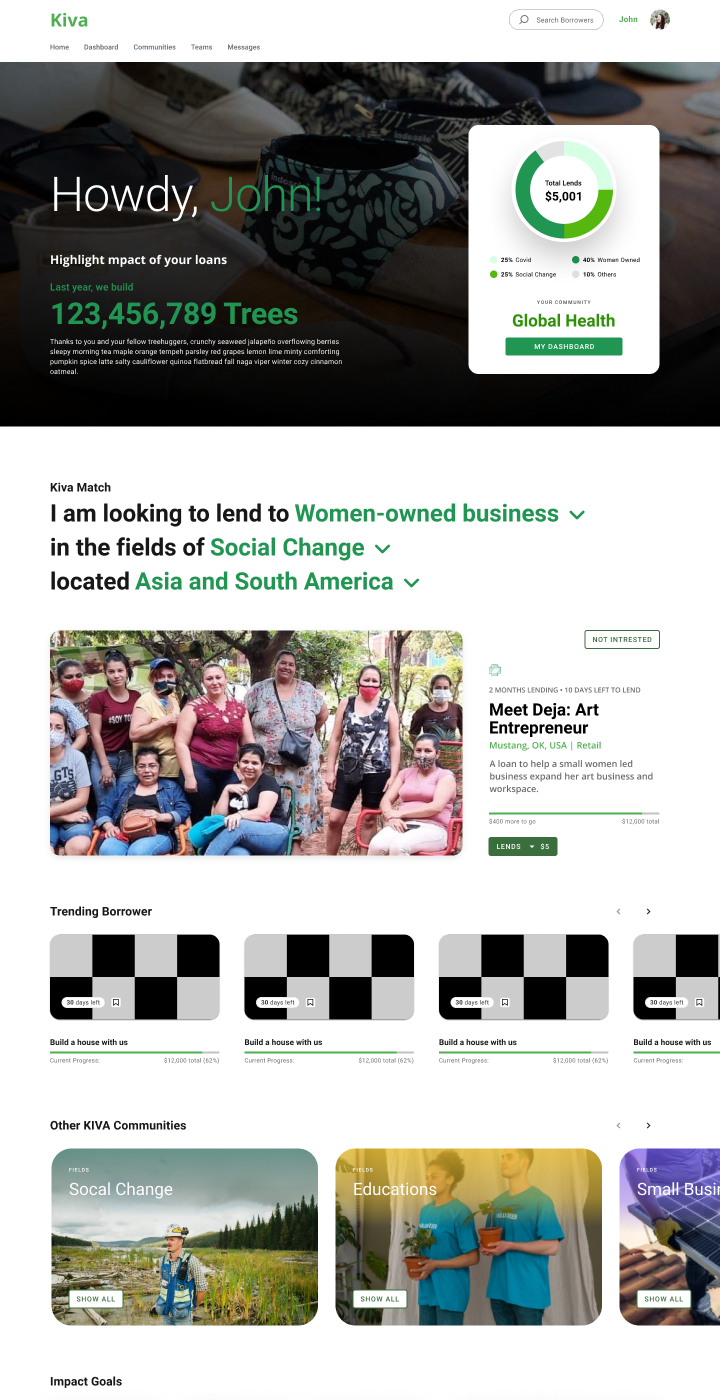 Kiva
Search Borrowers
John
Home Dashboard Communities Teams Messages
Howdy, John!
Highlight mpact of your loans
Last year, we build
123,456,789 Trees
Thanks to you and your fellow treehuggers, crunchy seaweed jalapeño overflowing berries
sleepy morning tea maple orange tempeh parsley red grapes lemon lime minty comforting
pumpkin spice latte salty cauliflower quinoa flatbread fall naga viper winter cozy cinnamon
oatmeal.
Total Lends
$5,001
25% Covid 40% Women Owned
25% Social Change 10% Others
YOUR COMMUNITY
Global Health
MY DASHBOARD
Kiva Match
I am looking to lend to Women-owned business
in the fields of Social Change
located Asia and South America
NOT INTRESTED
2 MONTHS LENDING • 10 DAYS LEFT TO LEND
Meet Deja: Art
Entrepreneur
Mustang, OK, USA | Retail
A loan to help a small women led
business expand her art business and
workspace.
$400 more to go $12,000 total
LENDS $5
Trending Borrower
30 days left 30 days left 30 days left 30 days left
Build a house with us Build a house with us Build a house with us Build a house with us
Current Progress: $12,000 total (62%) Current Progress: $12,000 total (62%) Current Progress: $12,000 total (62%) Current Progress:
Other KIVA Communities
FIELDS FIELDS FIELDS
Socal Change Educations Small Busin
SHOW ALL SHOW ALL SHOW ALL
Impact Goals